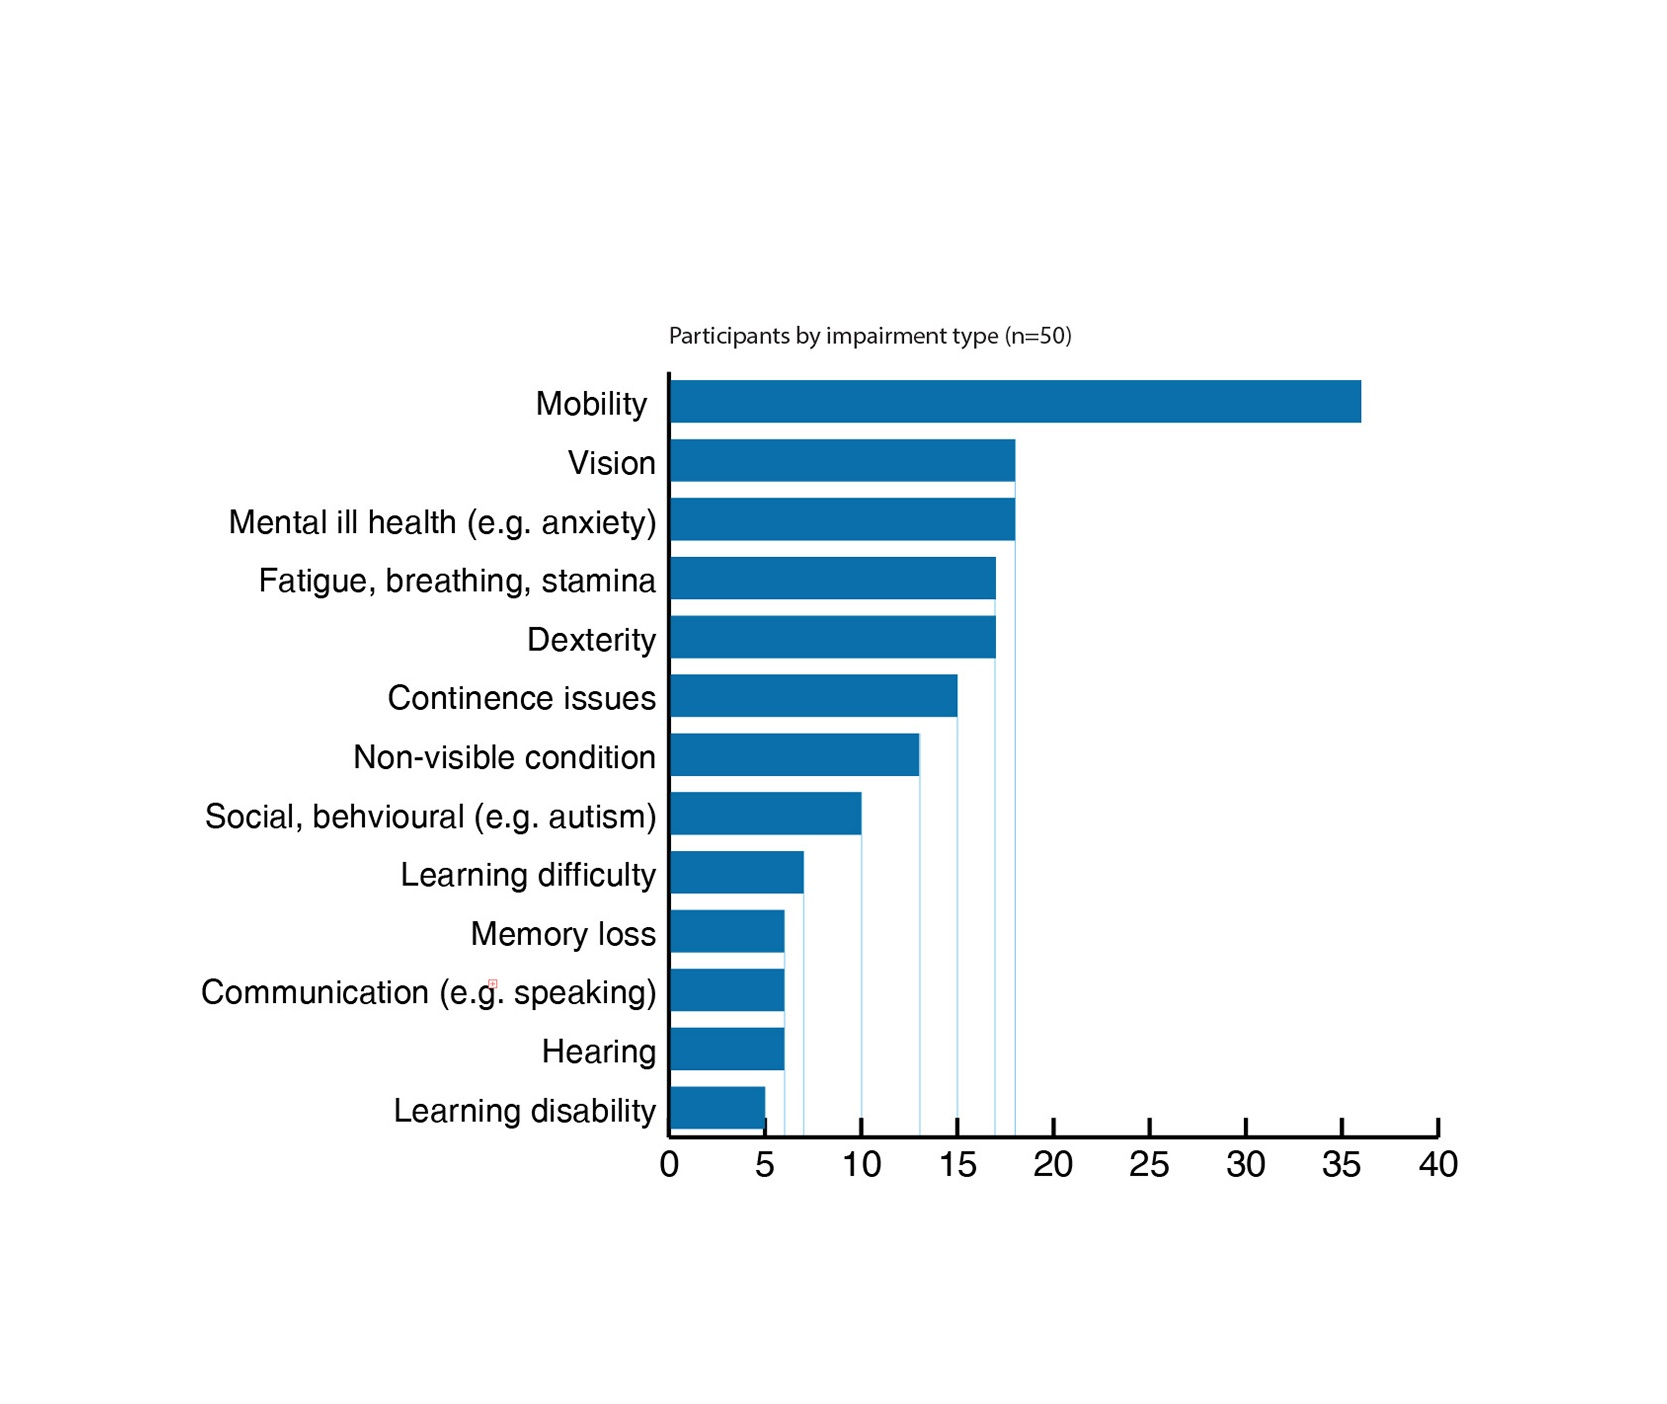 Participants by impairment type (n=50)
Mobility
Vision
Mental ill health (e.g. anxiety)
Fatigue, breathing, stamina
Dexterity
Continence issues
Non-visible condition
Social, behvioural (e.g. autism)
Learning difficulty
Memory loss
Communication (e.g. speaking)
Hearing
Learning disability
0 5 10 15 20 25 30 35 40